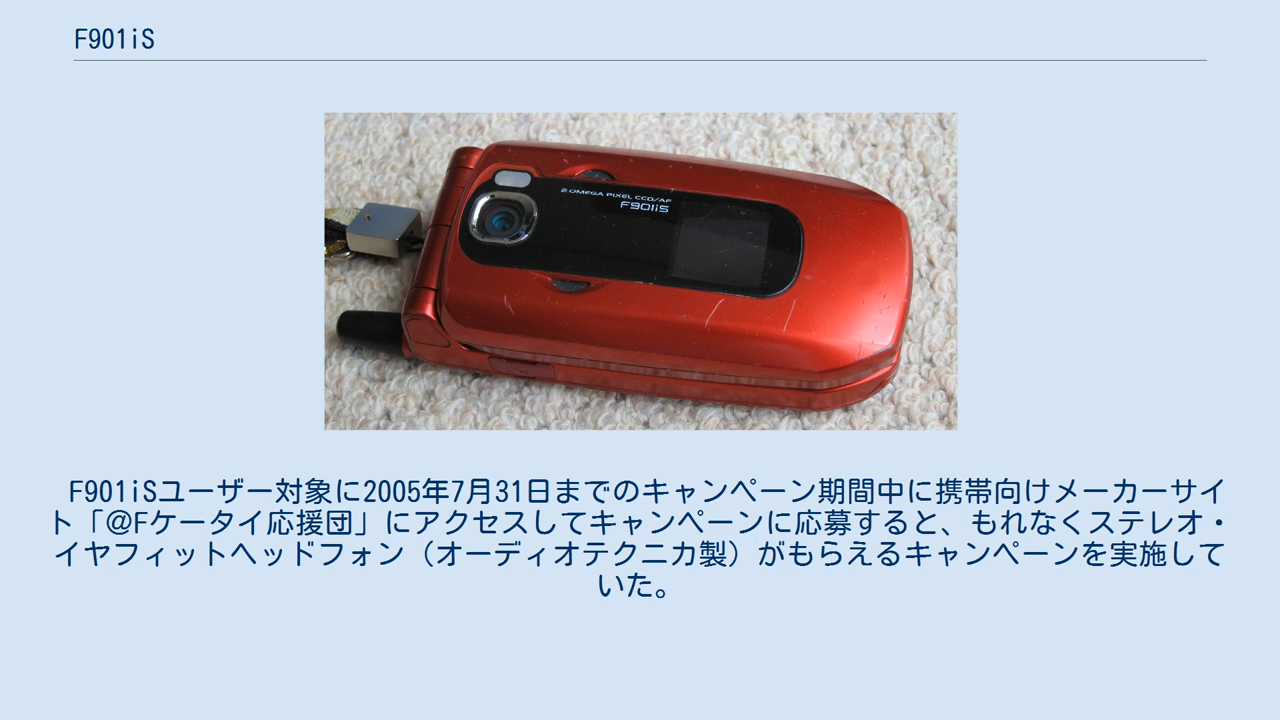 F901iS
2.0MEGA PIXEL CCD/AF
F901iS
F901iSユーザー対象に2005年7月31日までのキャンペーン期間中に携帯向けメーカーサイ
ト「@Fケータイ応援団」にアクセスしてキャンペーンに応募すると、もれなくステレオ・
イヤフィットヘッドフォン（オーディオテクニカ製）がもらえるキャンペーンを実施して
いた。